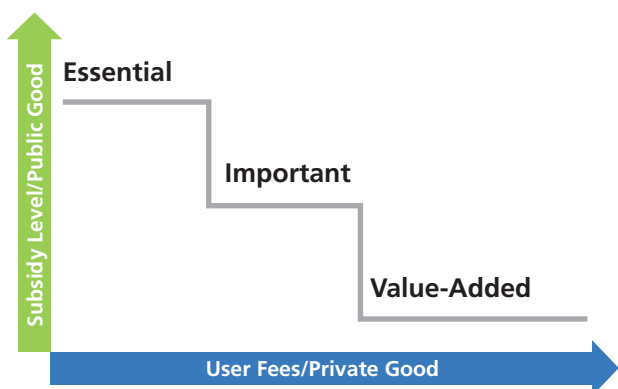 Essential
Subsidy Level/Public Good
Important
Value-Added
User Fees/Private Good